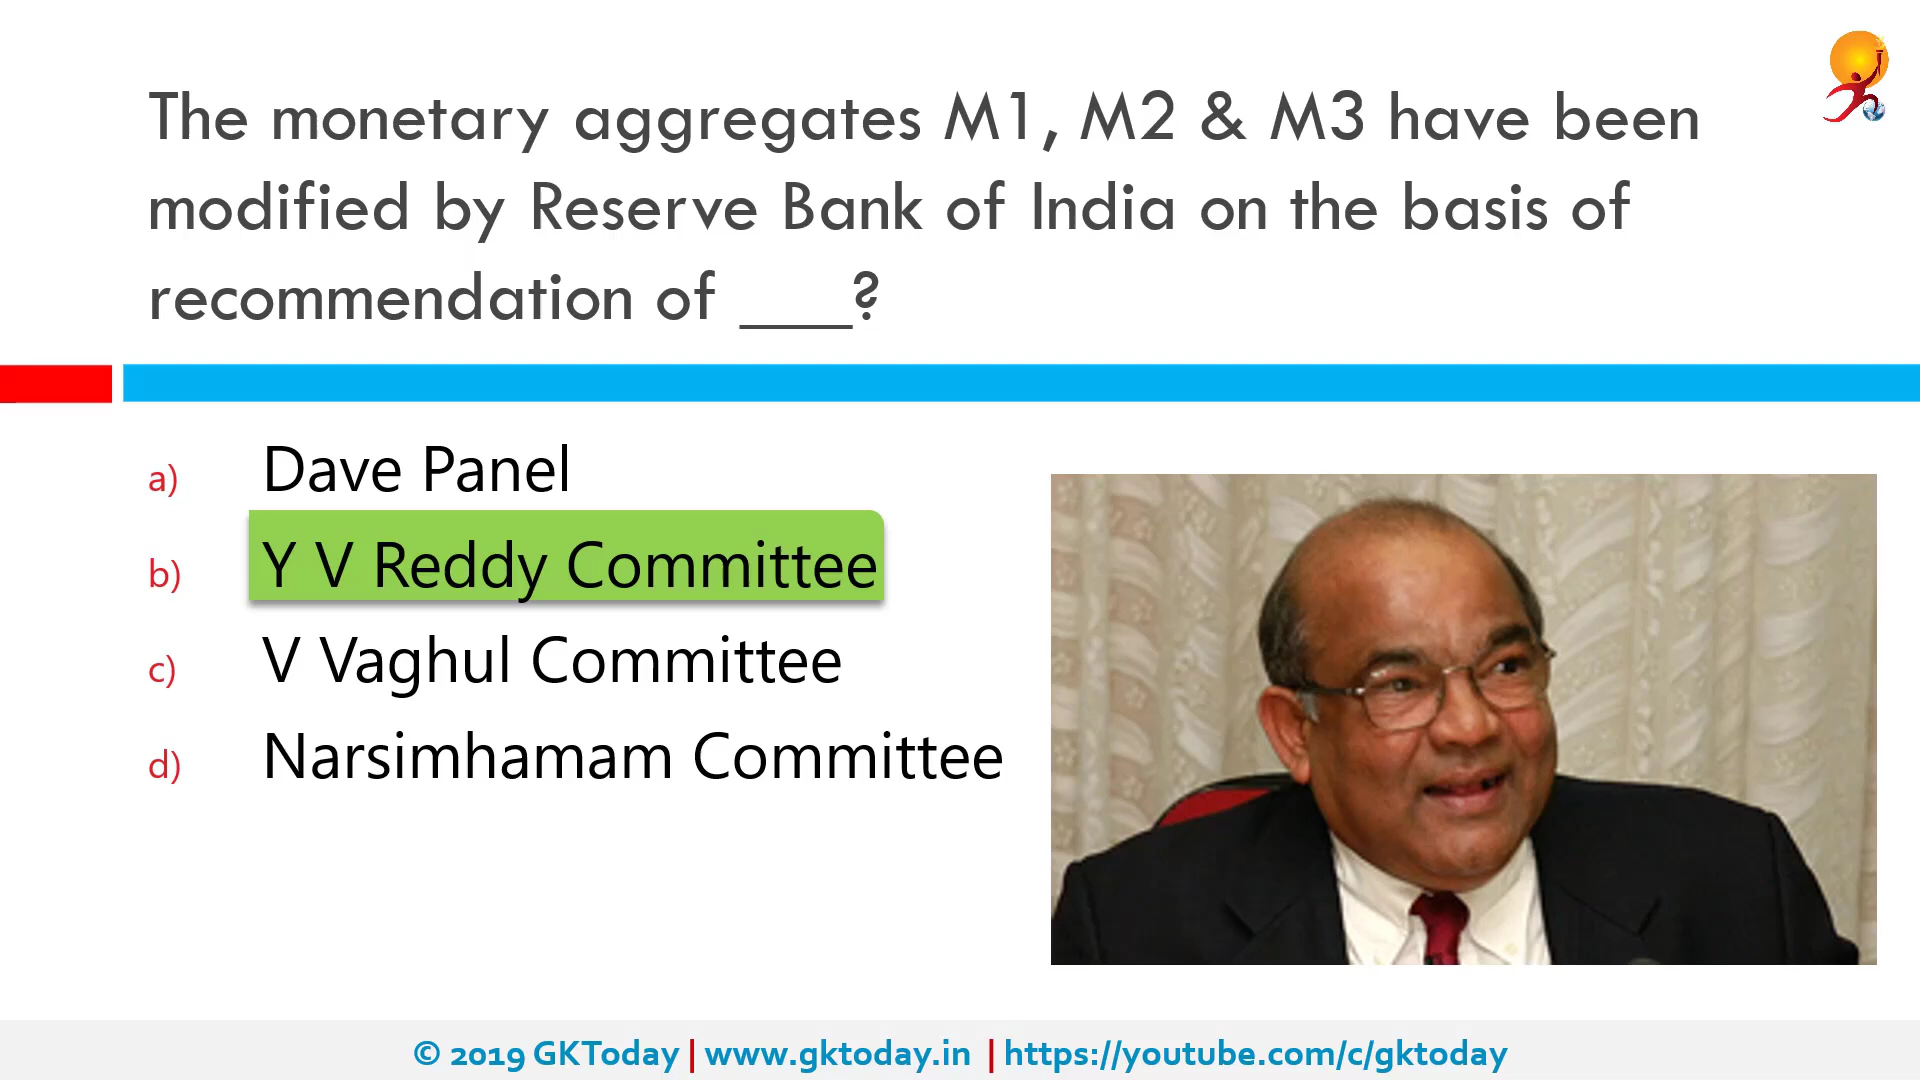 The monetary aggregates M1, M2 & M3 have been
modified by Reserve Bank of India on the basis of
recommendation of ___?
a) Dave Panel
b) Y V Reddy Committee
c) V Vaghul Committee
d) Narsimhamam Committee
© 2019 GKToday | www.gktoday.in | https://youtube.com/c/gktoday